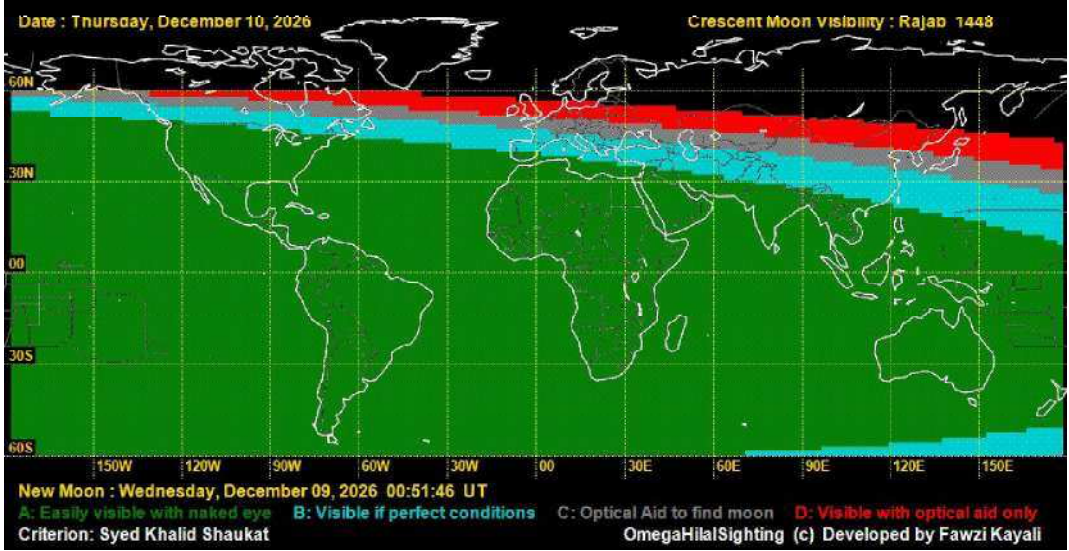 Date : Thursday, December 10, 2026 Crescent Moon Visibility : Rajab 1448
60N
30N
00
30S
60S
150W 120W 90W 60W 30W 00 30E 60E 90E 120E 150E
New Moon : Wednesday, December 09, 2026 00:51:46 UT
A: Easily visible with naked eye B: Visible if perfect conditions C: Optical Aid to find moon D: Visible with optical aid only
Criterion: Syed Khalid Shaukat OmegaHilalSighting (c) Developed by Fawzi Kayali